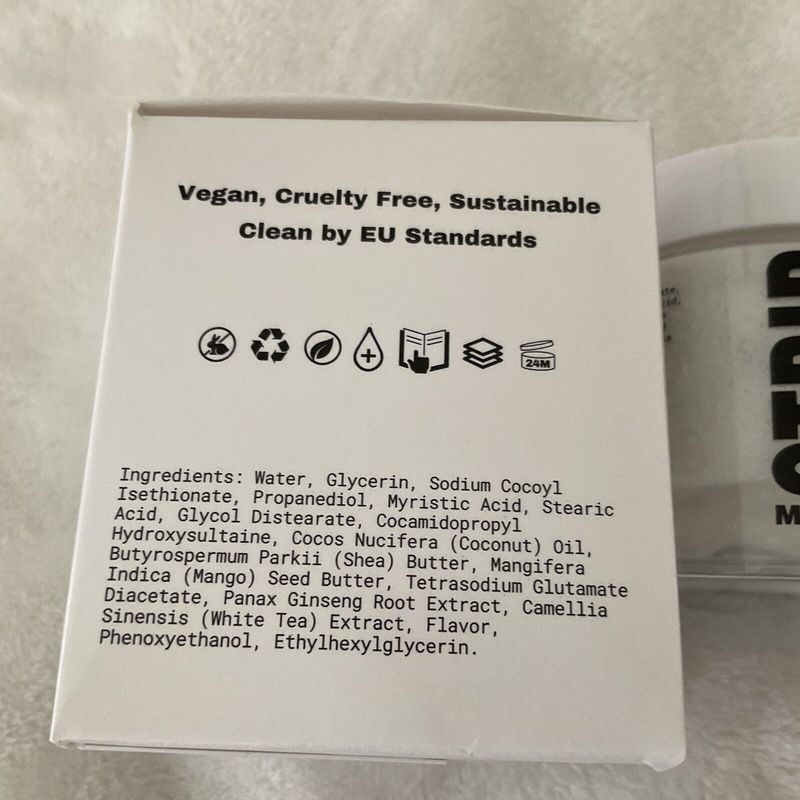 Vegan, Cruelty Free, Sustainable
Clean by EU Standards
24M
Ingredients: Water, Glycerin, Sodium Cocoyl
Isethionate, Propanediol, Myristic Acid, Stearic
Acid, Glycol Distearate, Cocamidopropyl
Hydroxysultaine, Cocos Nucifera (Coconut) Oil,
Butyrospermum Parkii (Shea) Butter, Mangifera
Indica (Mango) Seed Butter, Tetrasodium Glutamate
Diacetate, Panax Ginseng Root Extract, Camellia
Sinensis (White Tea) Extract, Flavor,
Phenoxyethanol, Ethylhexylglycerin.